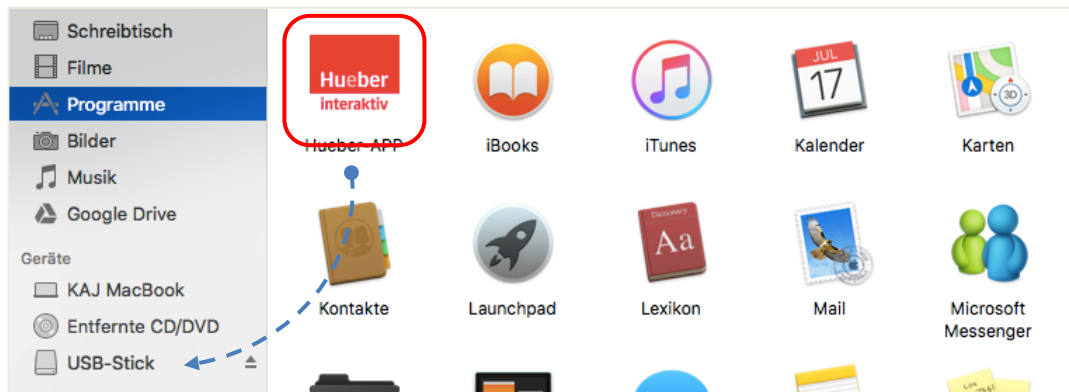 Schreibtisch
Filme
Programme
Bilder
Musik
Google Drive
Geräte
KAJ MacBook
Entfernte CD/DVD
USB-Stick
Hueber
interaktiv
Hueber-APP
iBooks
iTunes
JUL
17
Kalender
3D
Karten
Kontakte
Launchpad
Dictionary
Aa
Lexikon
Mail
Microsoft
Messenger